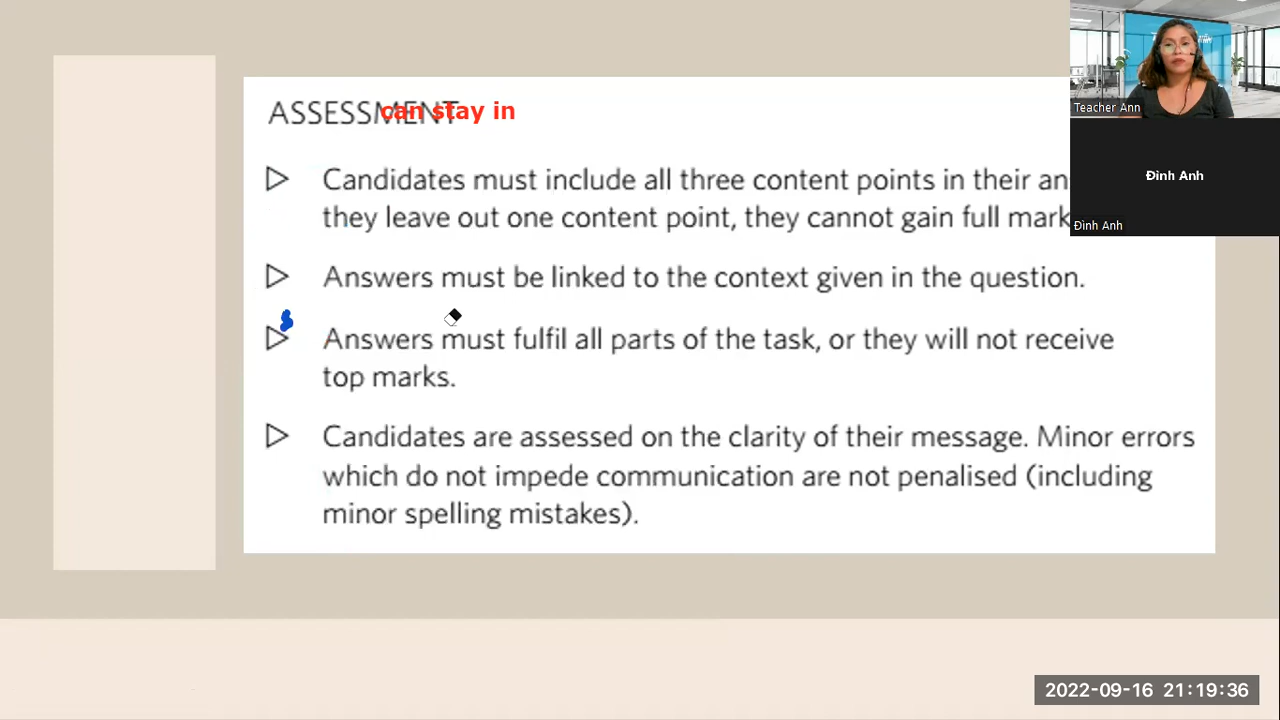 ASSESSMENT
can stay in
Candidates must include all three content points in their
they leave out one content point, they cannot gain full
Answers must be linked to the context given in the question.
Answers must fulfil all parts of the task, or they will not receive
top marks.
Candidates are assessed on the clarity of their message. Minor errors
which do not impede communication are not penalised (including
minor spelling mistakes).
Teacher Ann
Đình Anh
Đình Anh
2022-09-16 21:19:36